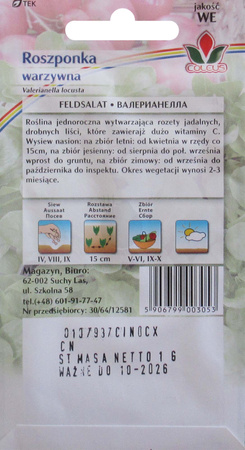 TEK
jakość
WE
Roszponka
warzywna
Valerianella locusta
COLEUS
FELDSALAT • ВАЛЕРИАНЕЛЛА
Roślina jednoroczna wytwarzająca rozety jadalnych,
drobnych liści, które zawierają dużo witaminy C.
Wysiew nasion: na zbiór letni: od kwietnia w rzędy co
15cm, na zbiór jesienny: od sierpnia do poł. września
wprost do gruntu, na zbiór zimowy: od września do
października do inspektu. Okres wegetacji wynosi 2-3
miesiące.
Siew Rozstawa Zbiór
Aussaat Abstand Ernte
Посев Расстояние Сбор
IV, VIII, IX 15 cm V-VI, IX-X
Magazyn, Biuro:
62-002 Suchy Las,
ul. Szkolna 58
tel.(+48) 601-91-77-47
Nr przedsiębiorcy: 30/64/12581
5 906799 003053
0137937CINOCX
CN
ST MASA NETTO 1 G
WAŻNE DO 10-2026